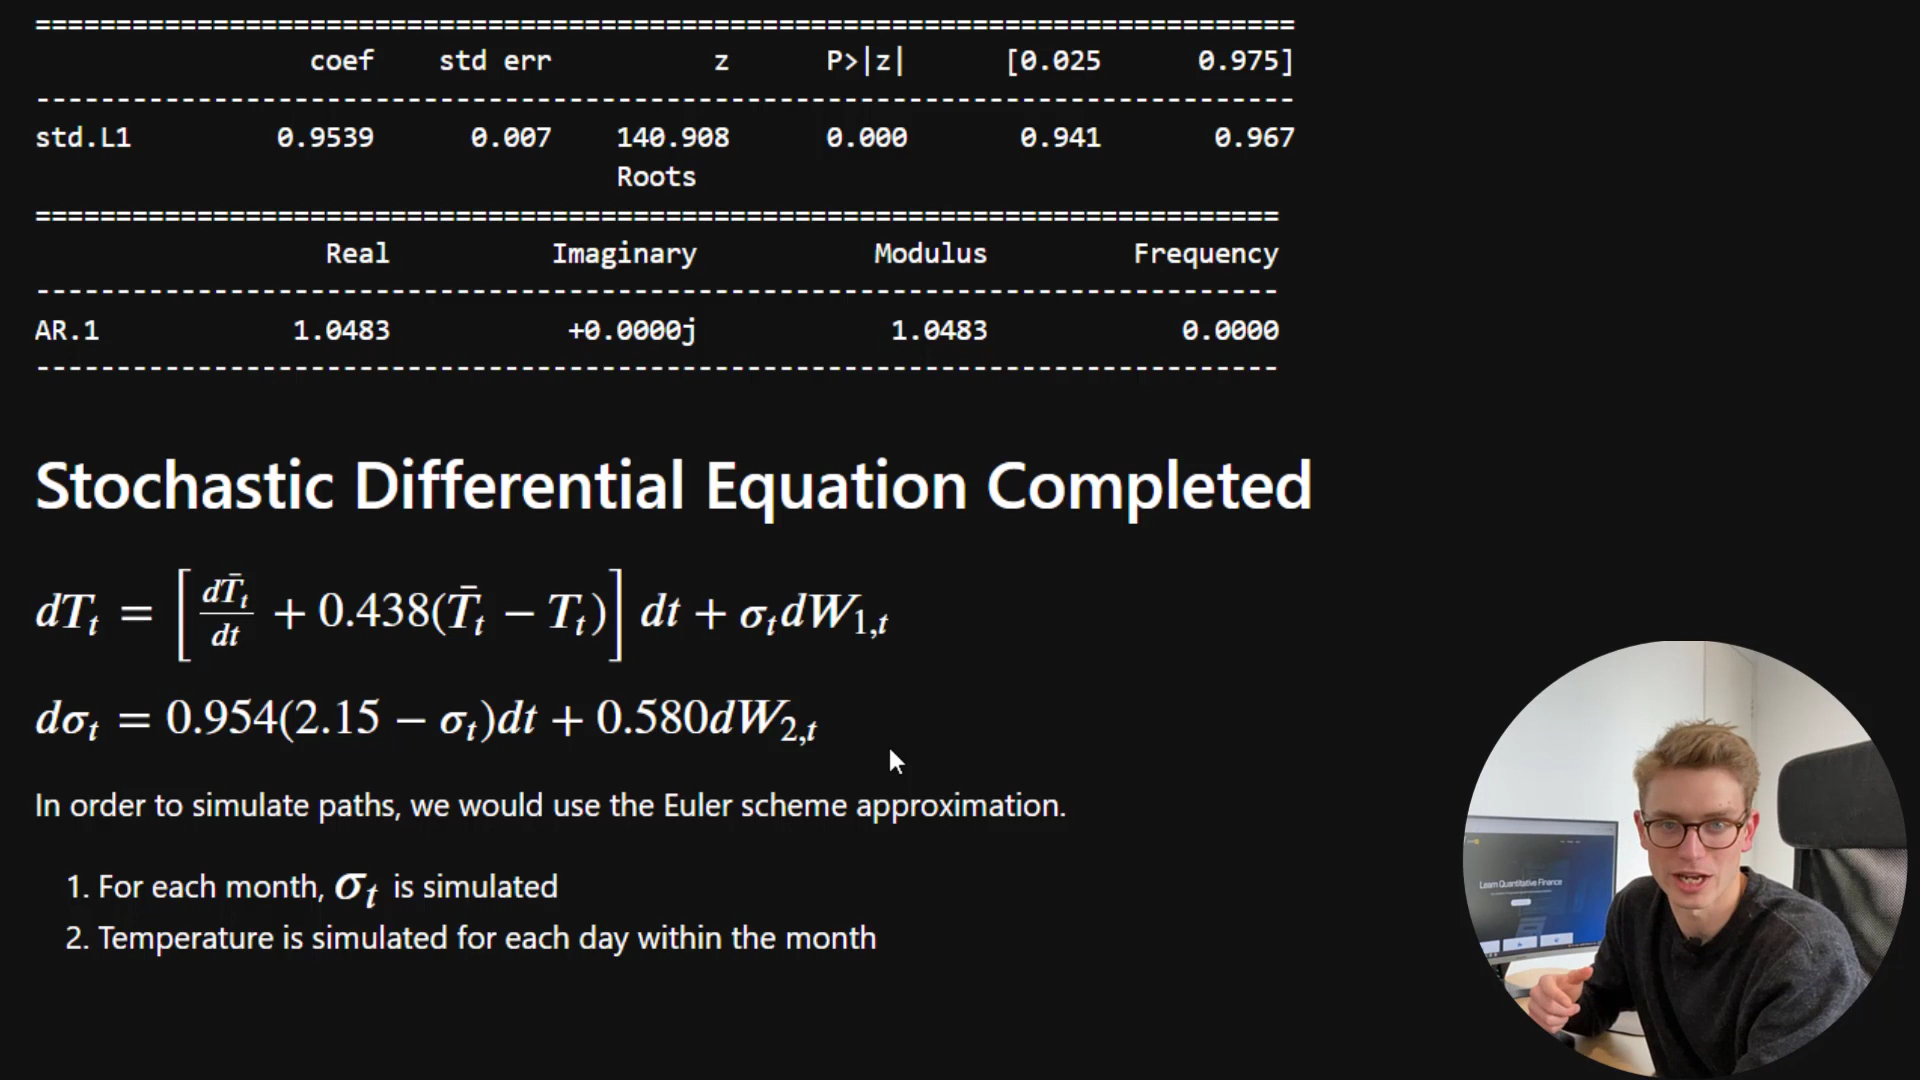 ==============================================================================
coef std err z P>|z| [0.025 0.975]
------------------------------------------------------------------------------
std.L1 0.9539 0.007 140.908 0.000 0.941 0.967
Roots
=============================================================================
Real Imaginary Modulus Frequency
-----------------------------------------------------------------------------
AR.1 1.0483 +0.0000j 1.0483 0.0000
-----------------------------------------------------------------------------
Stochastic Differential Equation Completed
dT_t = [dT̄_t/dt + 0.438(T̄_t − T_t)] dt + σ_t dW_{1,t}
dσ_t = 0.954(2.15 − σ_t)dt + 0.580dW_{2,t}
In order to simulate paths, we would use the Euler scheme approximation.
1. For each month, σ_t is simulated
2. Temperature is simulated for each day within the month
Learn Quantitative Finance